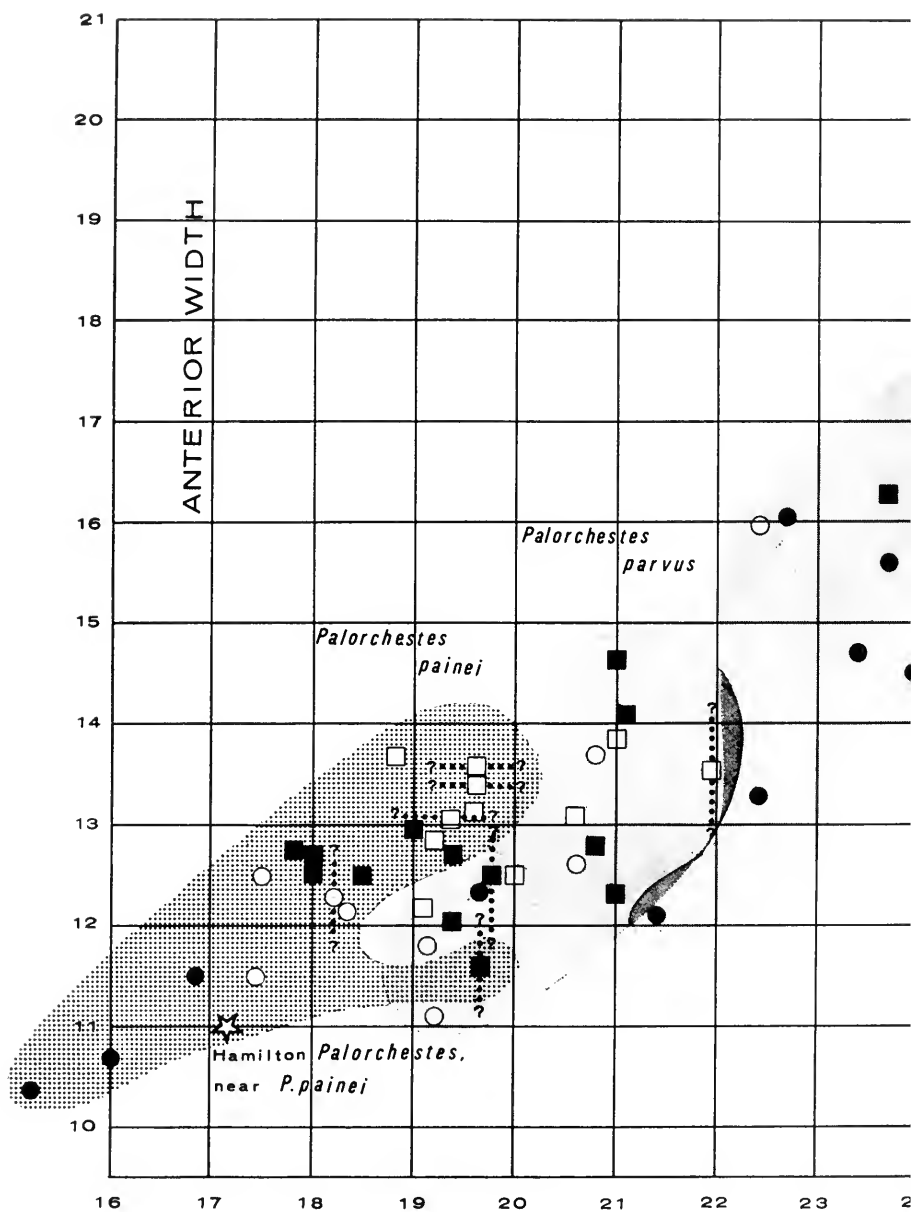 21
20
19
18
17
16
15
14
13
12
11
10
ANTERIOR WIDTH
Palorchestes
parvus
Palorchestes
painei
? ?
? ?
? ?
?
?
?
?
?
?
?
?
Hamilton Palorchestes,
near P. painei
16 17 18 19 20 21 22 23 2